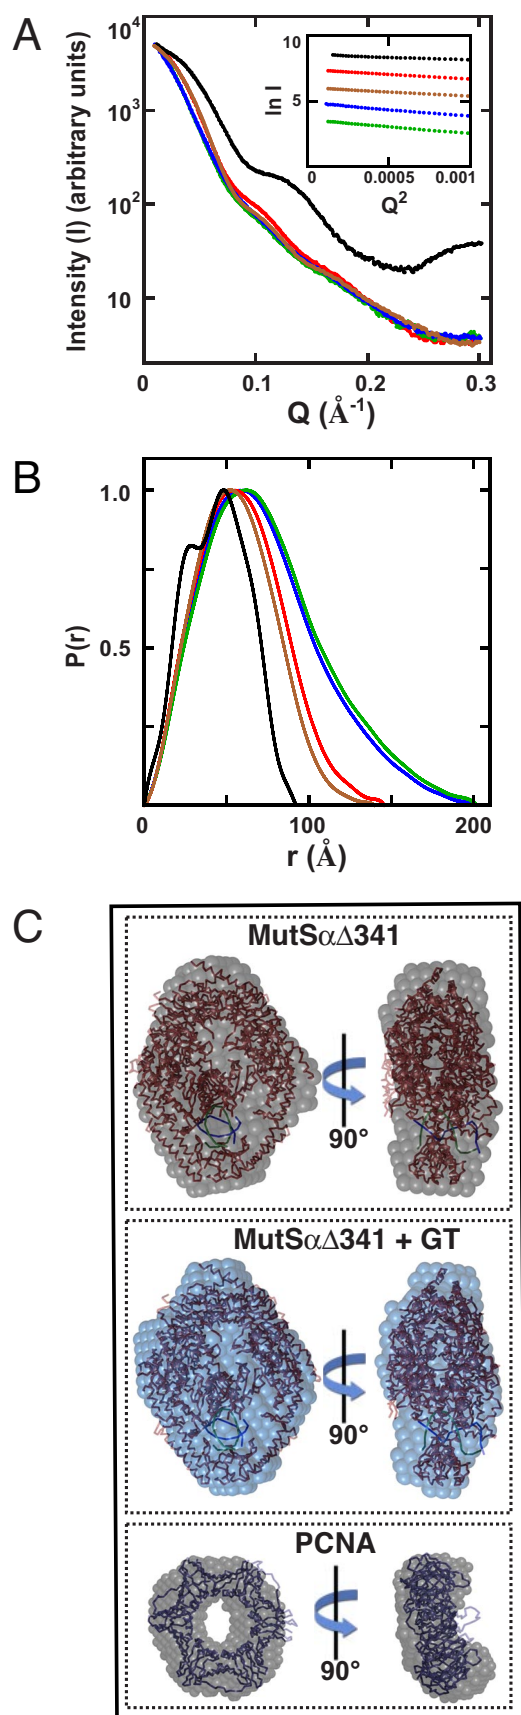 A
Intensity (I) (arbitrary units)
10⁴
10³
10²
10
0
0.1
0.2
0.3
Q (Å⁻¹)
ln I
10
5
0
0.0005
0.001
Q²
B
P(r)
1.0
0.5
0
100
200
r (Å)
C
MutSαΔ341
90°
MutSαΔ341 + GT
90°
PCNA
90°